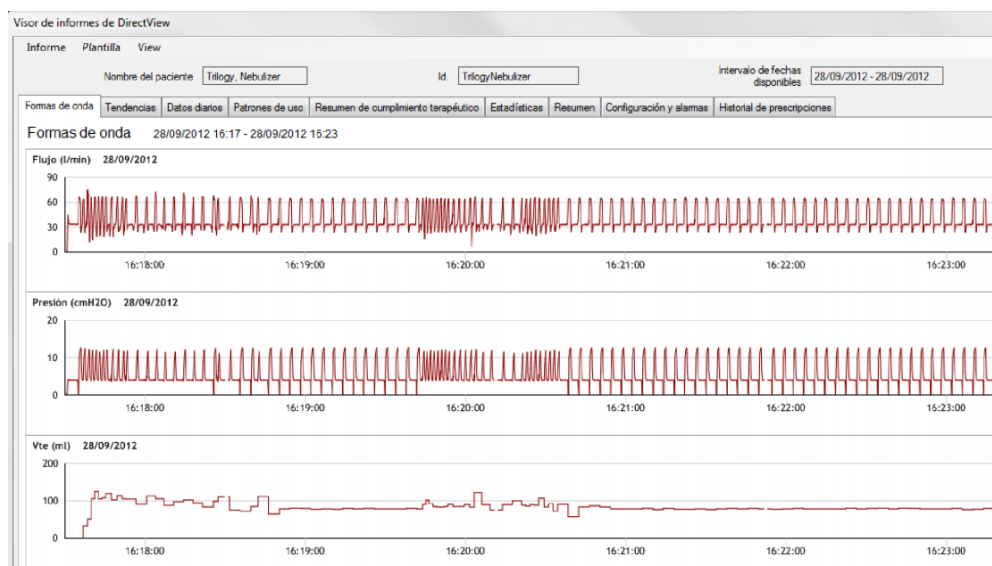 Visor de informes de DirectView
Informe Plantilla View
Nombre del paciente Trilogy, Nebulizer Id. TrilogyNebulizer Intervalo de fechas disponibles 28/09/2012 - 28/09/2012
Formas de onda Tendencias Datos diarios Patrones de uso Resumen de cumplimiento terapéutico Estadísticas Resumen Configuración y alarmas Historial de prescripciones
Formas de onda 28/09/2012 16:17 - 28/09/2012 16:23
Flujo (l/min) 28/09/2012
90
60
30
0
16:18:00 16:19:00 16:20:00 16:21:00 16:22:00 16:23:00
Presión (cmH2O) 28/09/2012
20
10
0
16:18:00 16:19:00 16:20:00 16:21:00 16:22:00 16:23:00
Vte (ml) 28/09/2012
200
100
0
16:18:00 16:19:00 16:20:00 16:21:00 16:22:00 16:23:00